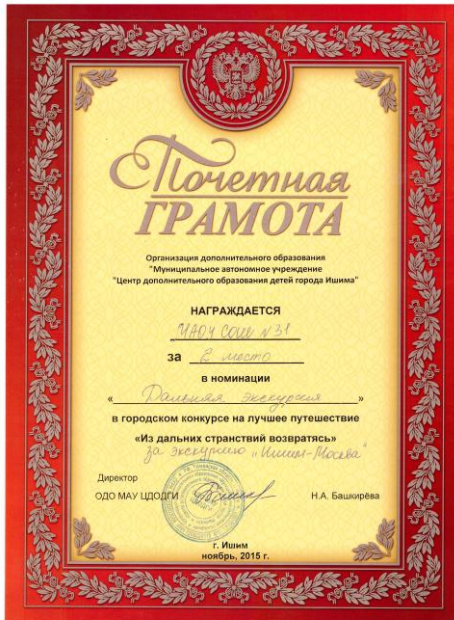 Почетная
ГРАМОТА
Организация дополнительного образования
"Муниципальное автономное учреждение
"Центр дополнительного образования детей города Ишима"
НАГРАЖДАЕТСЯ
МАОУ СОШ №31
за 2 место
в номинации
« Дальняя экскурсия »
в городском конкурсе на лучшее путешествие
«Из дальних странствий возвратясь»
за экскурсию "Ишим-Москва"
Директор
ОДО МАУ ЦДОДГИ Н.А. Башкирёва
г. Ишим
ноябрь, 2015 г.